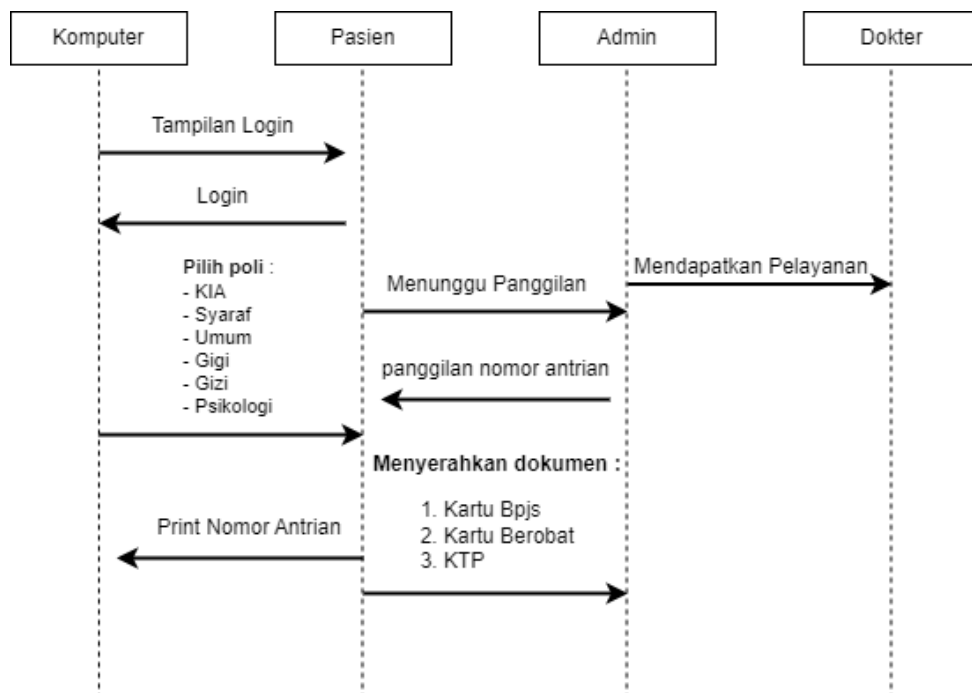 Komputer
Pasien
Admin
Dokter
Tampilan Login
Login
Pilih poli :
- KIA
- Syaraf
- Umum
- Gigi
- Gizi
- Psikologi
Menunggu Panggilan
Mendapatkan Pelayanan
panggilan nomor antrian
Menyerahkan dokumen :
1. Kartu Bpjs
2. Kartu Berobat
3. KTP
Print Nomor Antrian